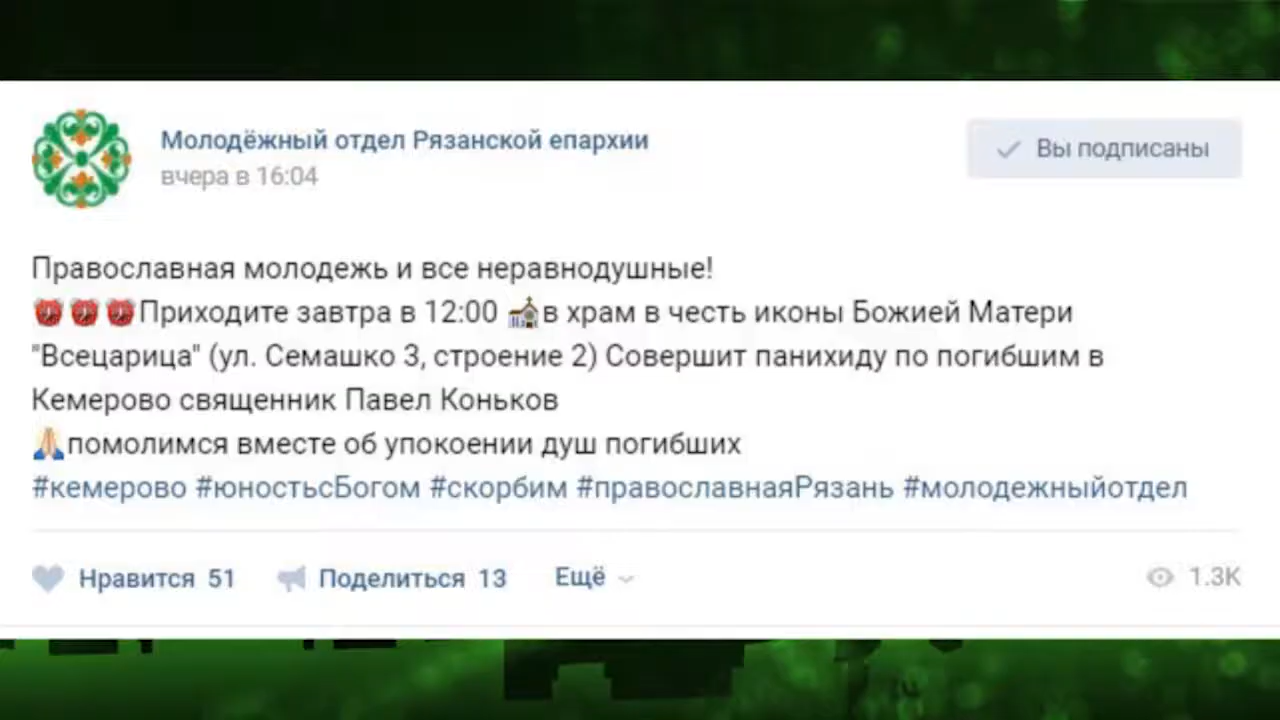 Молодёжный отдел Рязанской епархии
вчера в 16:04
Вы подписаны
Православная молодежь и все неравнодушные!
⏰⏰⏰Приходите завтра в 12:00 ⛪в храм в честь иконы Божией Матери
"Всецарица" (ул. Семашко 3, строение 2) Совершит панихиду по погибшим в
Кемерово священник Павел Коньков
🙏🏻помолимся вместе об упокоении душ погибших
#кемерово #юностьсБогом #скорбим #православнаяРязань #молодежныйотдел
Нравится 51 Поделиться 13 Ещё 1.3K